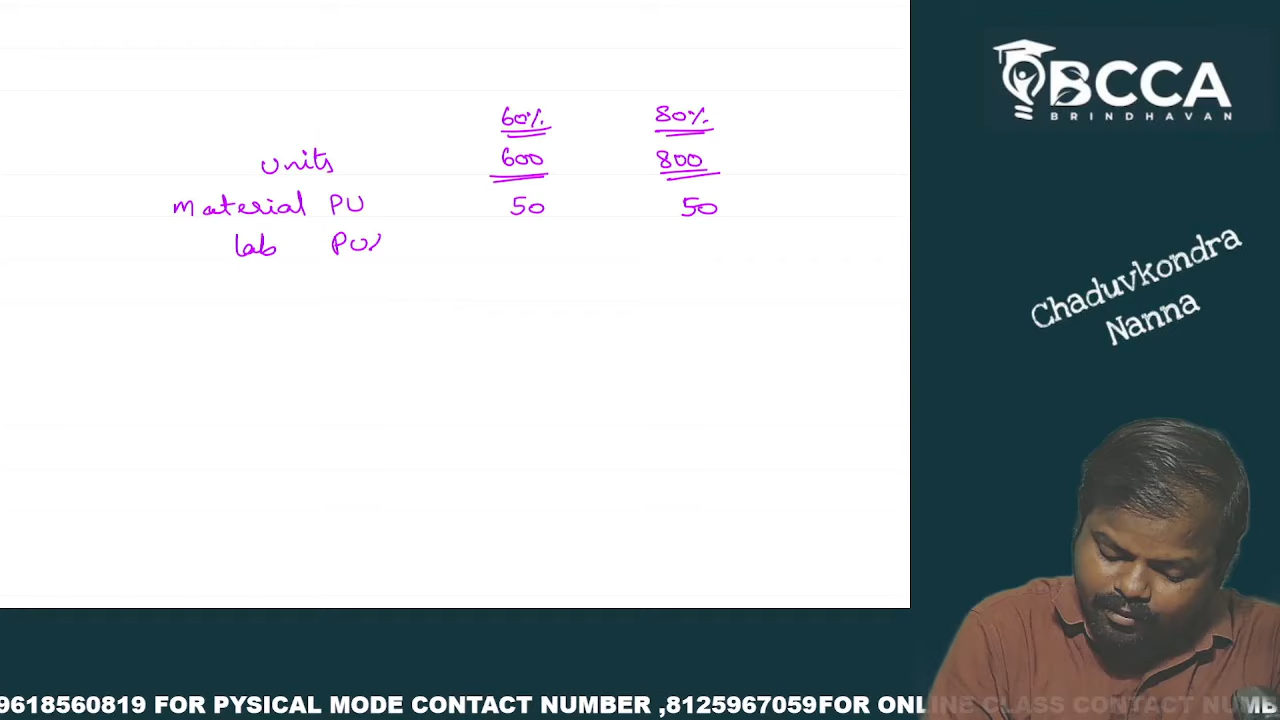 60% 80%
units 600 800
material PU 50 50
lab PU
BCCA
BRINDHAVAN
Chaduvkondra
Nanna
9618560819 FOR PYSICAL MODE CONTACT NUMBER ,8125967059FOR ONLINE CLASS CONTACT NUMB